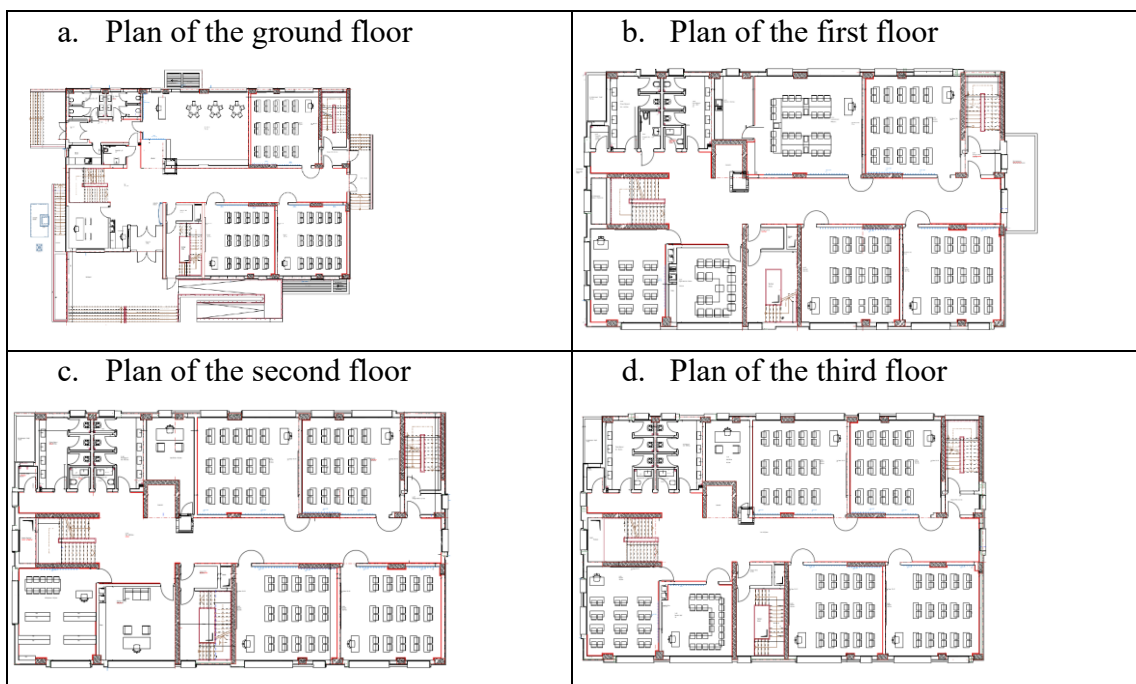 a. Plan of the ground floor
b. Plan of the first floor
c. Plan of the second floor
d. Plan of the third floor